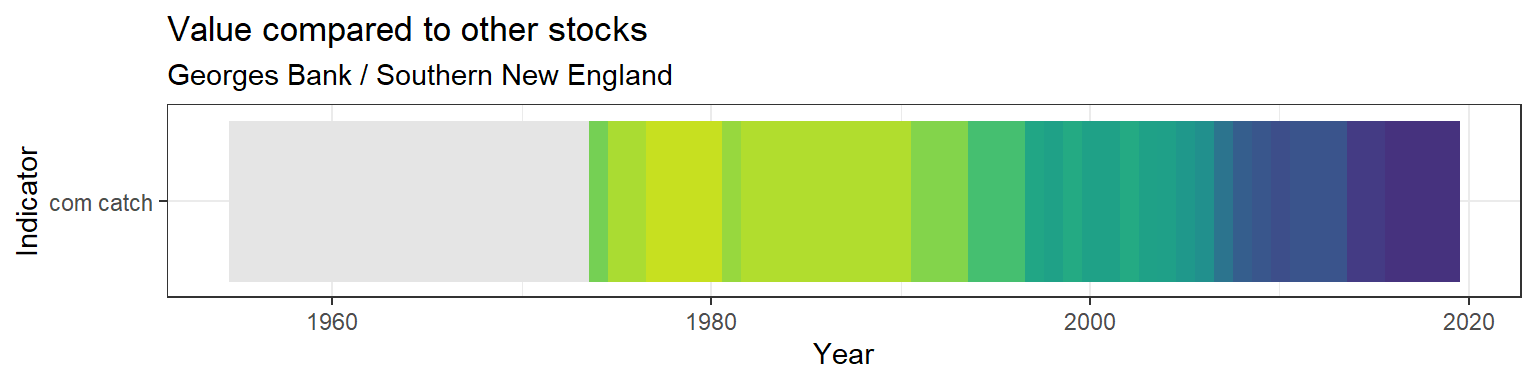 Value compared to other stocks
Georges Bank / Southern New England
Indicator
com catch
1960 1980 2000 2020
Year